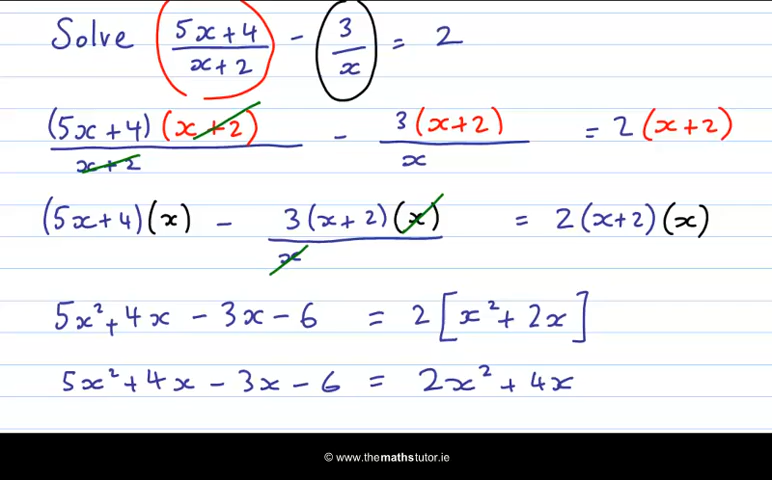 Solve (5x+4)/(x+2) - 3/x = 2
(5x+4)(x+2)/(x+2) - 3(x+2)/x = 2(x+2)
(5x+4)(x) - 3(x+2)(x)/x = 2(x+2)(x)
5x²+4x - 3x - 6 = 2[x²+2x]
5x²+4x - 3x - 6 = 2x²+4x
© www.themathstutor.ie